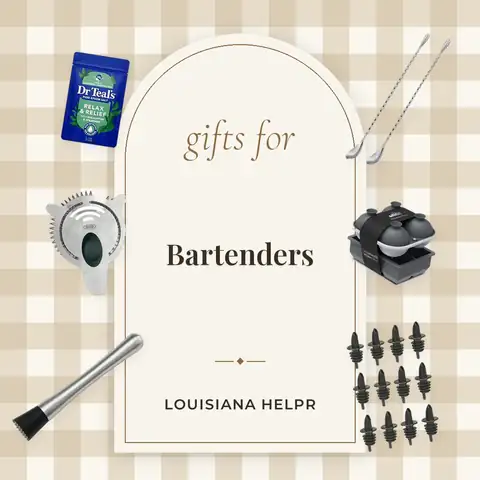 gifts for
Bartenders
LOUISIANA HELPR
Dr Teal's
RELAX &
RELIEF